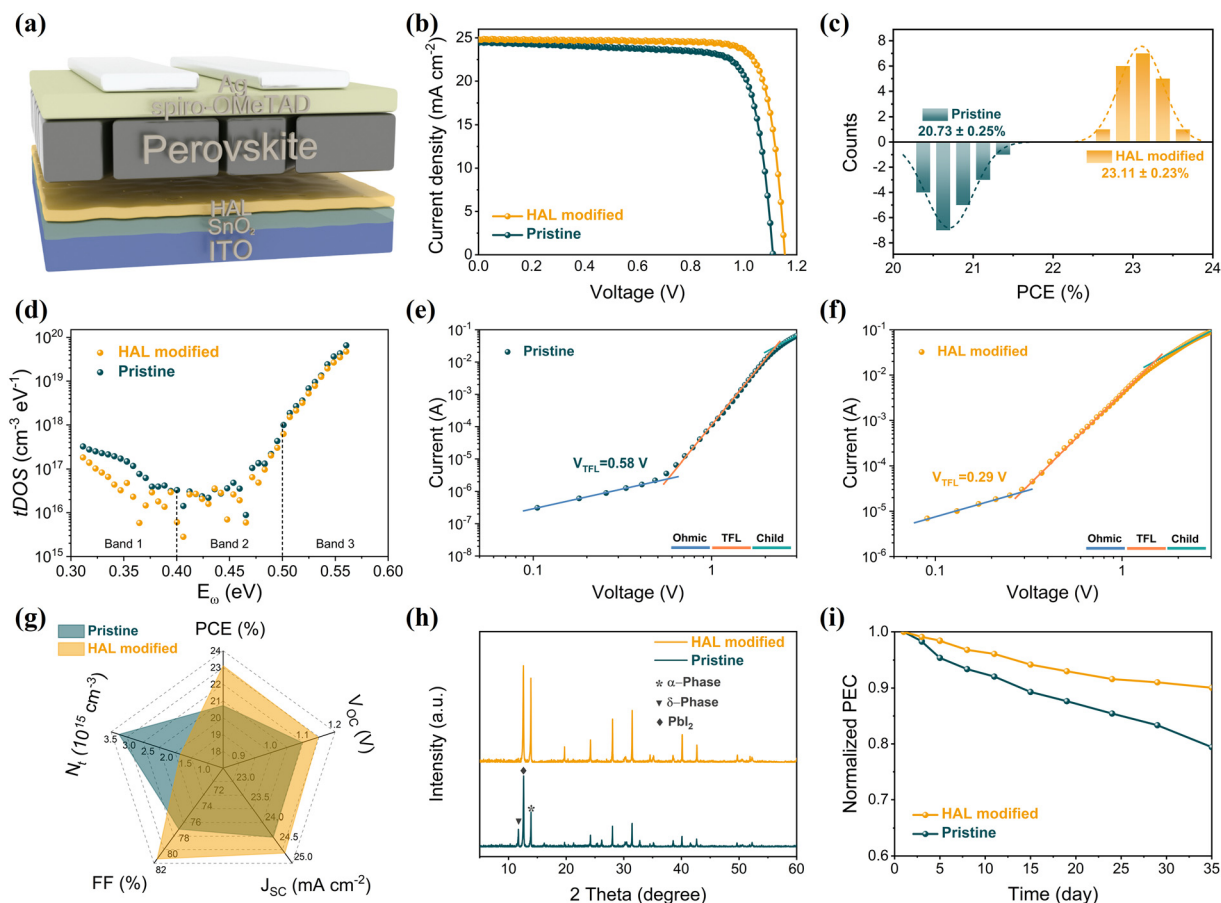 (a)
Ag
spiro-OMeTAD
Perovskite
HAL
SnO₂
ITO
(b)
Current density (mA cm⁻²)
25
20
15
10
5
0
HAL modified
Pristine
0.0 0.2 0.4 0.6 0.8 1.0 1.2
Voltage (V)
(c)
Counts
8
6
4
2
0
-2
-4
-6
-8
Pristine
20.73 ± 0.25%
HAL modified
23.11 ± 0.23%
20 21 22 23 24
PCE (%)
(d)
tDOS (cm⁻³ eV⁻¹)
10²⁰
10¹⁹
10¹⁸
10¹⁷
10¹⁶
10¹⁵
HAL modified
Pristine
Band 1 Band 2 Band 3
0.30 0.35 0.40 0.45 0.50 0.55 0.60
E_ω (eV)
(e)
Current (A)
10⁻¹
10⁻²
10⁻³
10⁻⁴
10⁻⁵
10⁻⁶
10⁻⁷
10⁻⁸
Pristine
V_TFL=0.58 V
Ohmic TFL Child
0.1 1
Voltage (V)
(f)
Current (A)
10⁻¹
10⁻²
10⁻³
10⁻⁴
10⁻⁵
10⁻⁶
HAL modified
V_TFL=0.29 V
Ohmic TFL Child
0.1 1
Voltage (V)
(g)
Pristine
HAL modified
PCE (%)
24
23
22
21
20
19
18
V_OC (V)
0.9 1.0 1.1 1.2
J_SC (mA cm⁻²)
23.0
23.5
24.0
24.5
25.0
FF (%)
72
74
76
78
80
82
N_t (10¹⁵ cm⁻³)
3.5 3.0 2.5 2.0 1.5 1.0
(h)
Intensity (a.u.)
HAL modified
Pristine
* α–Phase
▼ δ–Phase
♦ PbI₂
▼
♦
*
10 20 30 40 50 60
2 Theta (degree)
(i)
Normalized PEC
1.0
0.9
0.8
0.7
0.6
HAL modified
Pristine
0 5 10 15 20 25 30 35
Time (day)